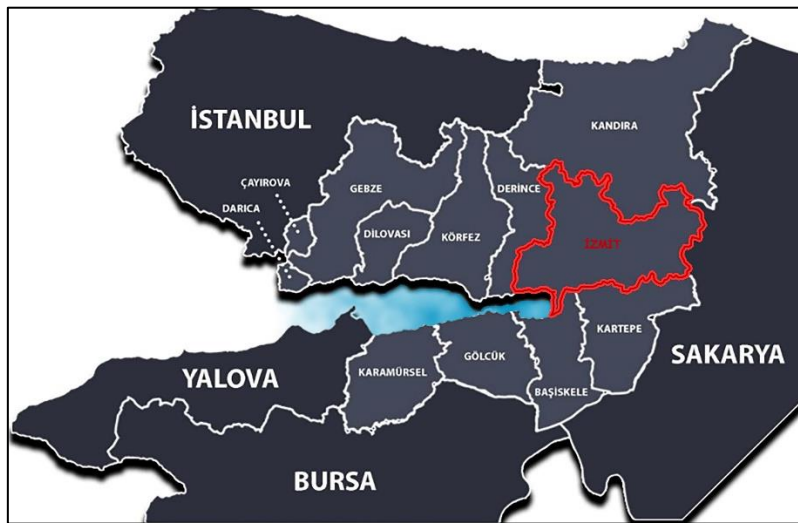 İSTANBUL
KANDIRA
ÇAYIROVA
GEBZE
DERİNCE
DARICA
DİLOVASI
KÖRFEZ
İZMİT
KARTEPE
SAKARYA
GÖLCÜK
YALOVA
KARAMÜRSEL
BAŞİSKELE
BURSA